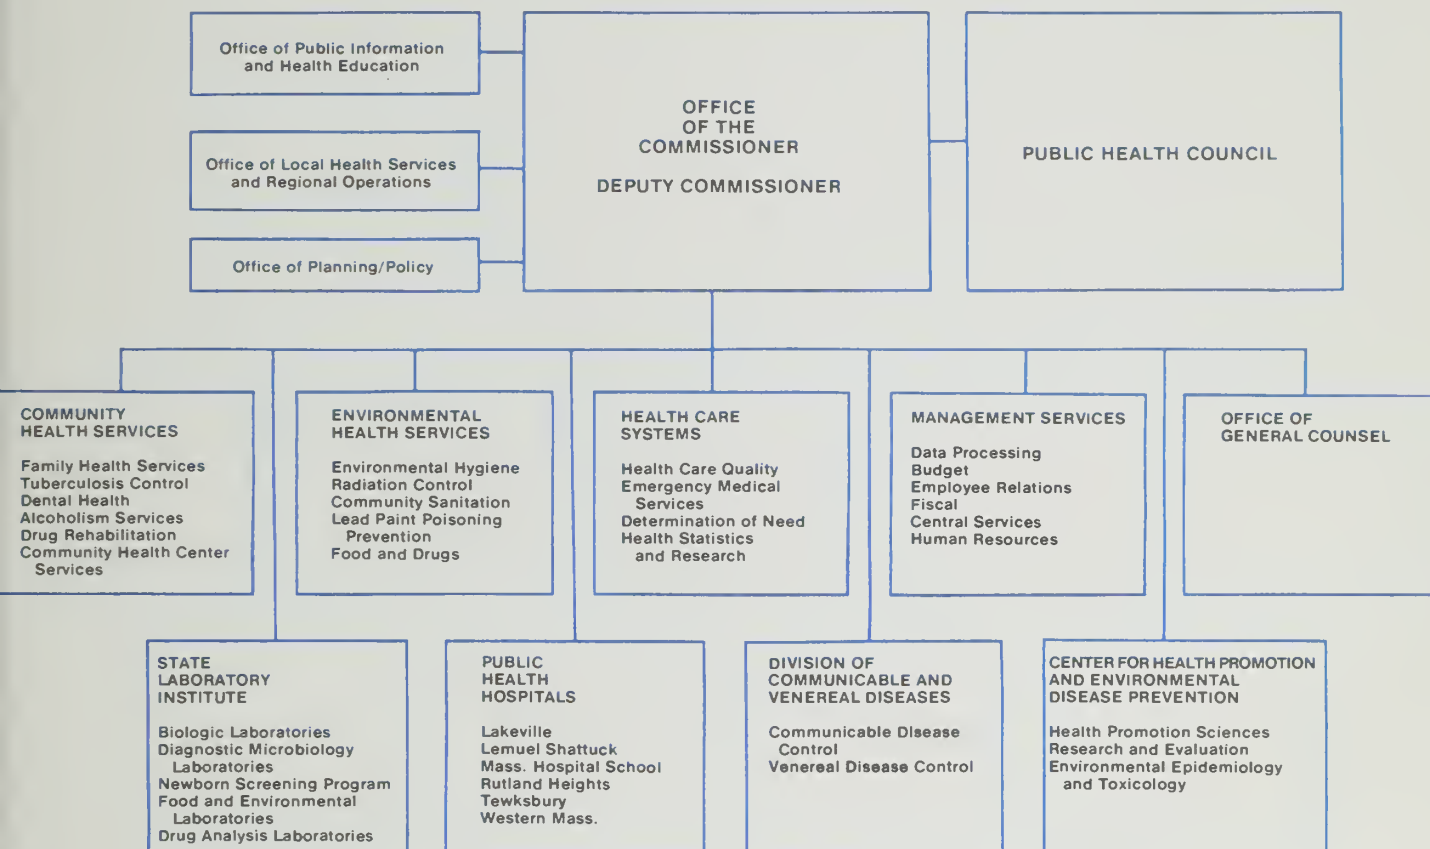 Office of Public Information
and Health Education
Office of Local Health Services
and Regional Operations
Office of Planning/Policy
OFFICE
OF THE
COMMISSIONER
DEPUTY COMMISSIONER
PUBLIC HEALTH COUNCIL
COMMUNITY
HEALTH SERVICES
Family Health Services
Tuberculosis Control
Dental Health
Alcoholism Services
Drug Rehabilitation
Community Health Center
Services
ENVIRONMENTAL
HEALTH SERVICES
Environmental Hygiene
Radiation Control
Community Sanitation
Lead Paint Poisoning
Prevention
Food and Drugs
HEALTH CARE
SYSTEMS
Health Care Quality
Emergency Medical
Services
Determination of Need
Health Statistics
and Research
MANAGEMENT SERVICES
Data Processing
Budget
Employee Relations
Fiscal
Central Services
Human Resources
OFFICE OF
GENERAL COUNSEL
STATE
LABORATORY
INSTITUTE
Biologic Laboratories
Diagnostic Microbiology
Laboratories
Newborn Screening Program
Food and Environmental
Laboratories
Drug Analysis Laboratories
PUBLIC
HEALTH
HOSPITALS
Lakeville
Lemuel Shattuck
Mass. Hospital School
Rutland Heights
Tewksbury
Western Mass.
DIVISION OF
COMMUNICABLE AND
VENEREAL DISEASES
Communicable Disease
Control
Venereal Disease Control
CENTER FOR HEALTH PROMOTION
AND ENVIRONMENTAL
DISEASE PREVENTION
Health Promotion Sciences
Research and Evaluation
Environmental Epidemiology
and Toxicology